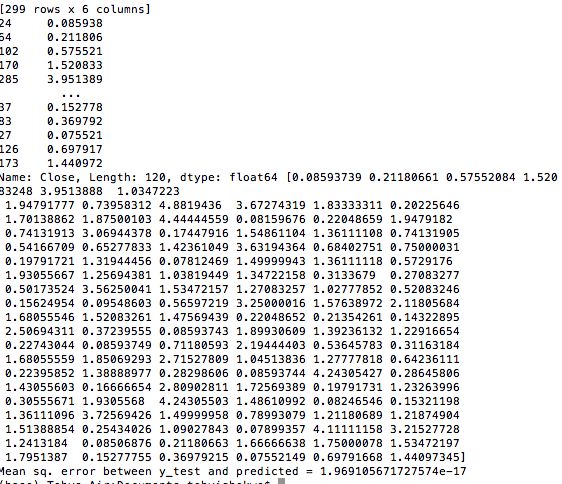 [299 rows x 6 columns]
24      0.085938
64      0.211806
102     0.575521
170     1.520833
285     3.951389
          ...
37      0.152778
83      0.369792
27      0.075521
126     0.697917
173     1.440972
Name: Close, Length: 120, dtype: float64 [0.08593739 0.21180661 0.57552084 1.520
83248 3.9513888  1.0347223
 1.94791777 0.73958312 4.8819436  3.67274319 1.83333311 0.20225646
 1.70138862 1.87500103 4.44444559 0.08159676 0.22048659 1.9479182
 0.74131913 3.06944378 0.17447916 1.54861104 1.36111108 0.74131905
 0.54166709 0.65277833 1.42361049 3.63194364 0.68402751 0.75000031
 0.19791721 1.31944456 0.07812469 1.49999943 1.36111118 0.5729176
 1.93055667 1.25694381 1.03819449 1.34722158 0.3133679  0.27083277
 0.50173524 3.56250041 1.53472157 1.27083257 1.02777852 0.52083246
 0.15624954 0.09548603 0.56597219 3.25000016 1.57638972 2.11805684
 1.68055546 1.52083261 1.47569439 0.22048652 0.21354261 0.14322895
 2.50694311 0.37239555 0.08593743 1.89930609 1.39236132 1.22916654
 0.22743044 0.08593749 0.71180593 2.19444403 0.53645783 0.31163184
 1.68055559 1.85069293 2.71527809 1.04513836 1.27777818 0.64236111
 0.22395852 1.38888977 0.28298606 0.08593744 4.24305427 0.28645806
 1.43055603 0.16666654 2.80902811 1.72569389 0.19791731 1.23263996
 0.30555671 1.9305568  4.24305503 1.48610992 0.08246546 0.15321198
 1.36111096 3.72569426 1.49999958 0.78993079 1.21180689 1.21874904
 1.51388854 0.25434026 1.09027843 0.07899357 4.11111158 3.21527728
 1.2413184  0.08506876 0.21180663 1.66666638 1.75000078 1.53472197
 1.7951387  0.15277755 0.36979215 0.07552149 0.69791668 1.44097345]
Mean sq. error between y_test and predicted = 1.969105671727574e-17